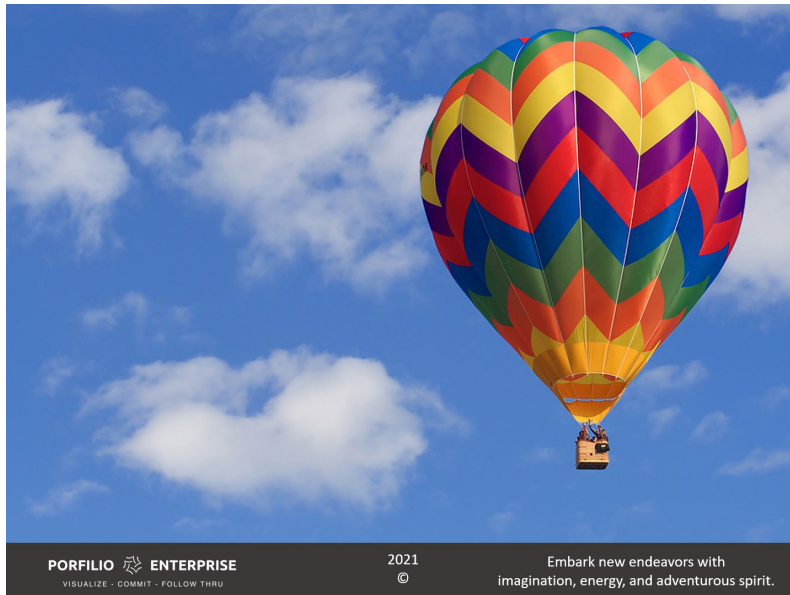 PORFILIO ENTERPRISE
VISUALIZE - COMMIT - FOLLOW THRU
2021
©
Embark new endeavors with
imagination, energy, and adventurous spirit.